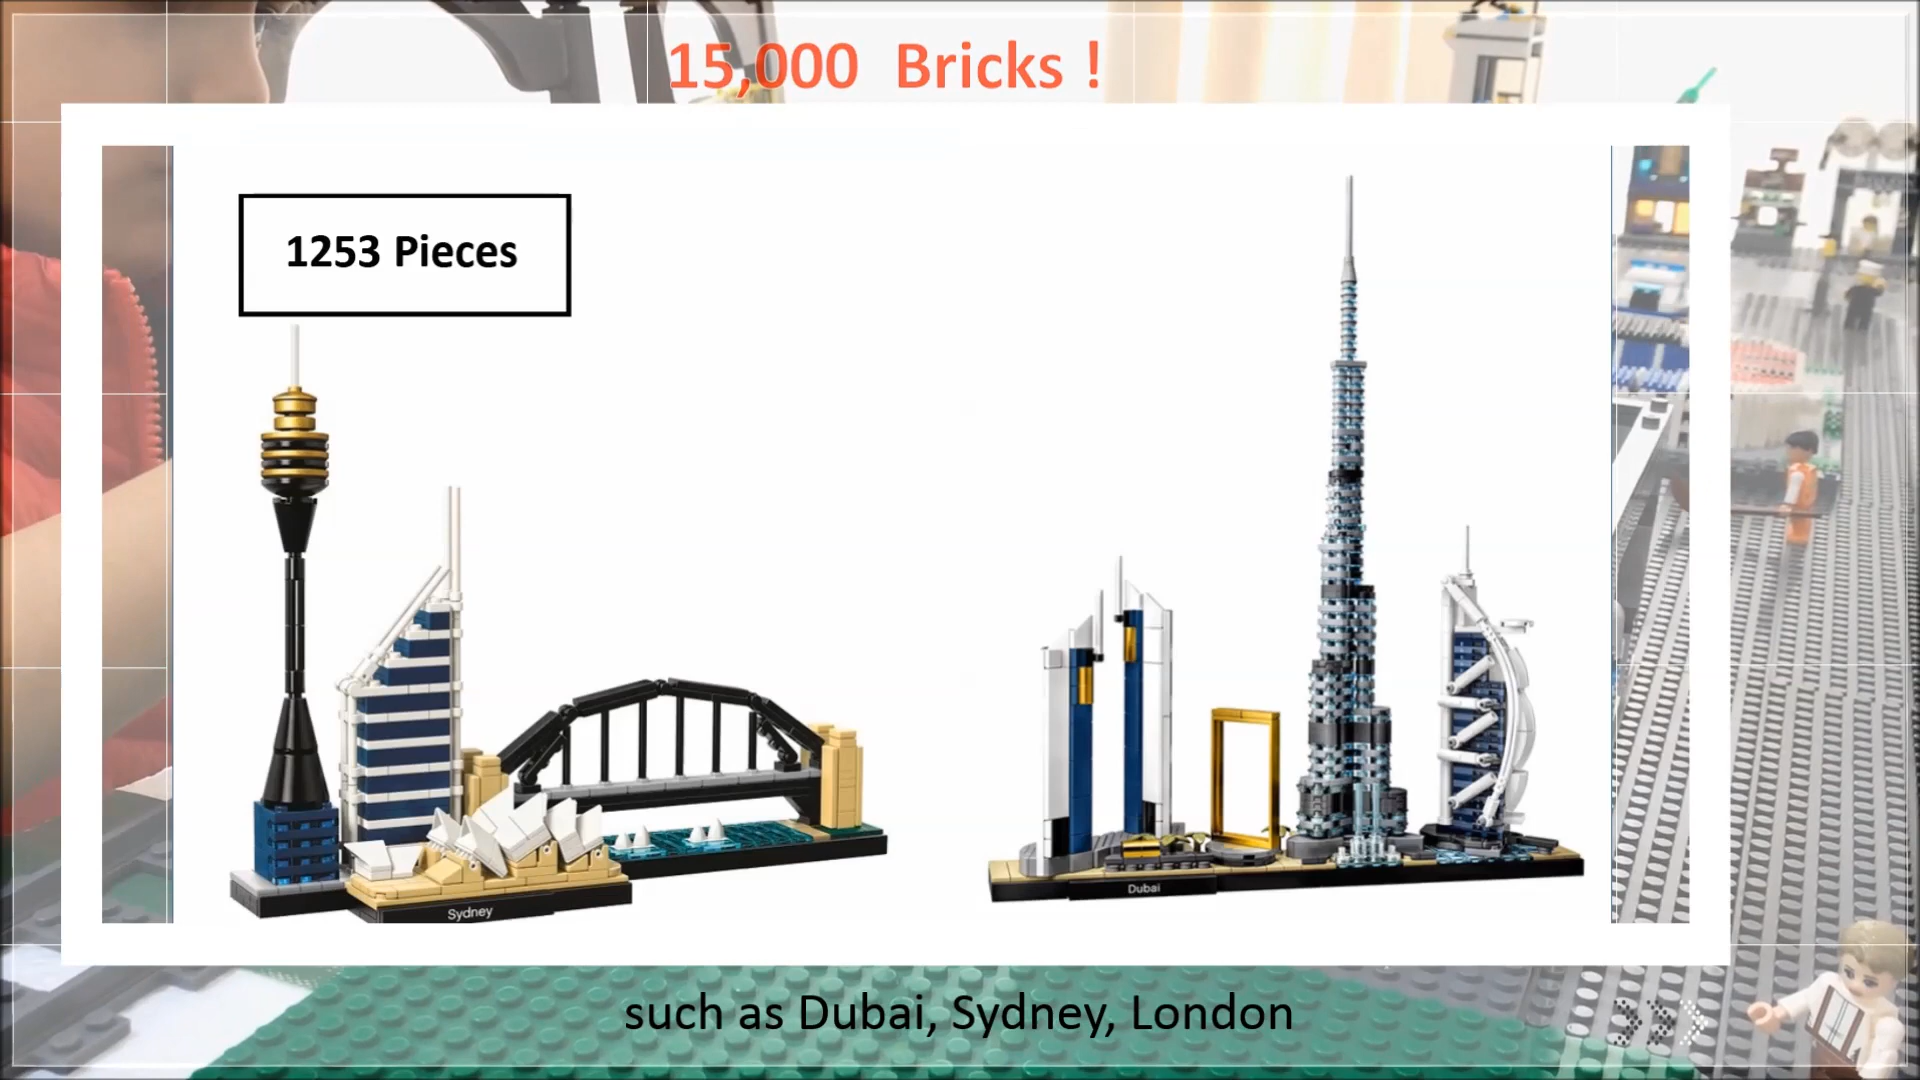 15,000 Bricks !
1253 Pieces
Sydney
Dubai
such as Dubai, Sydney, London